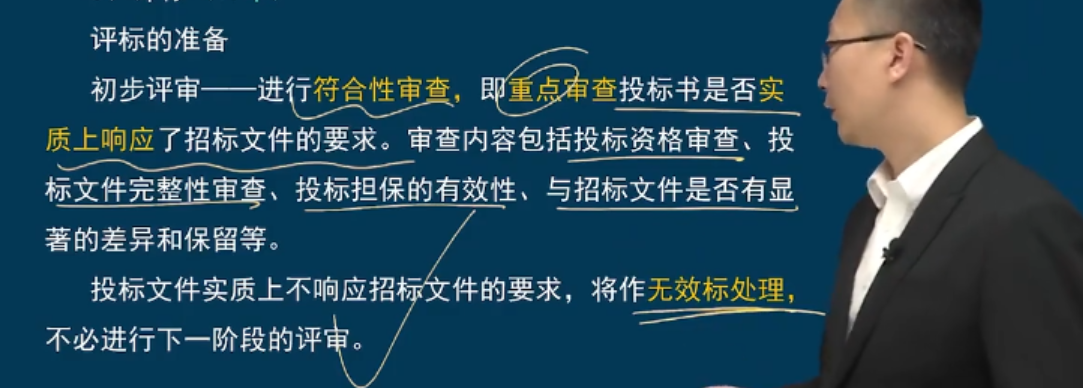 评标的准备
初步评审——进行符合性审查，即重点审查投标书是否实
质上响应了招标文件的要求。审查内容包括投标资格审查、投
标文件完整性审查、投标担保的有效性、与招标文件是否有显
著的差异和保留等。
投标文件实质上不响应招标文件的要求，将作无效标处理，
不必进行下一阶段的评审。